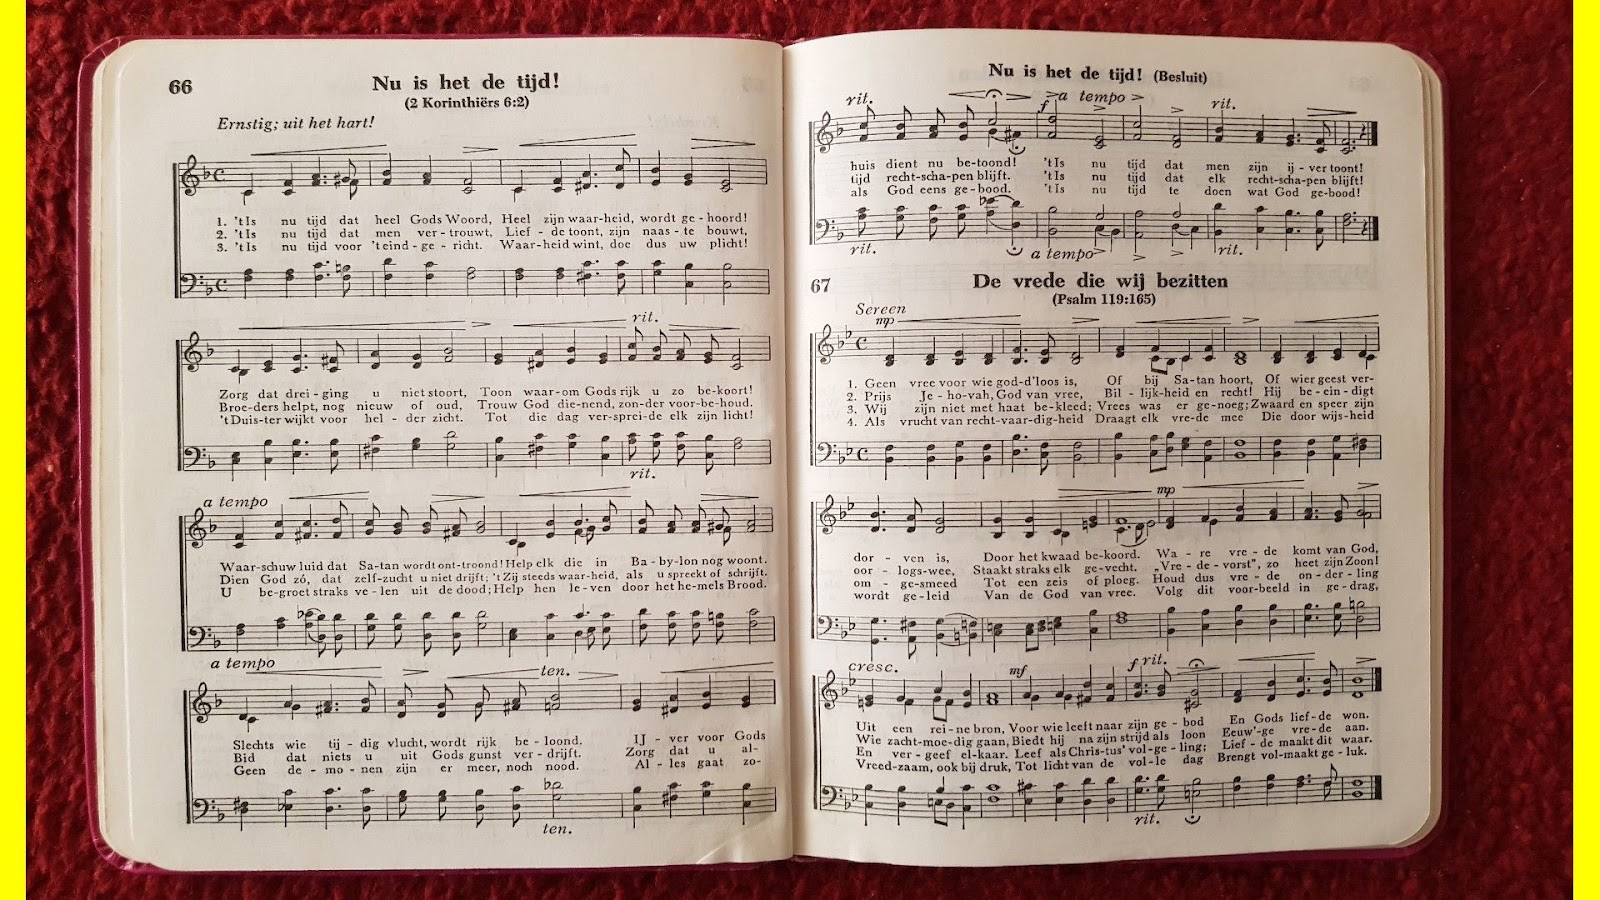 66 Nu is het de tijd!
(2 Korinthiërs 6:2)
Ernstig; uit het hart!
1. 'tIs nu tijd dat heel Gods Woord, Heel zijn waar-heid, wordt ge-hoord!
2. 'tIs nu tijd dat men ver-trouwt, Lief-de toont, zijn naas-te bouwt,
3. 'tIs nu tijd voor 't eind-ge-richt. Waar-heid wint, doe dus uw plicht!
rit.
Zorg dat drei-ging u niet stoort, Toon waar-om Gods rijk u zo be-koort!
Broe-ders helpt, nog nieuw of oud, Trouw God die-nend, zon-der voor-be-houd.
't Duis-ter wijkt voor hel-der zicht. Tot die dag ver-sprei-de elk zijn licht!
rit.
a tempo
Waar-schuw luid dat Sa-tan wordt ont-troond! Help elk die in Ba-by-lon nog woont.
Dien God zó, dat zelf-zucht u niet drijft; 't Zij steeds waar-heid, als u spreekt of schrijft.
U be-groet straks ve-len uit de dood; Help hen le-ven door het he-mels Brood.
a tempo
ten.
Slechts wie tij-dig vlucht, wordt rijk be-loond. IJ-ver voor Gods
Bid dat niets u uit Gods gunst ver-drijft. Zorg dat u al-
Geen de-mo-nen zijn er meer, noch nood. Al-les gaat zo-
ten.
Nu is het de tijd! (Besluit)
rit. f a tempo rit.
huis dient nu be-toond! 'tIs nu tijd dat men zijn ij-ver toont!
tijd recht-scha-pen blijft. 'tIs nu tijd dat elk recht-scha-pen blijft!
als God eens ge-bood. 'tIs nu tijd te doen wat God ge-bood!
rit. a tempo rit.
67 De vrede die wij bezitten
(Psalm 119:165)
Sereen
mp
1. Geen vree voor wie god-d'loos is, Of bij Sa-tan hoort, Of wier geest ver-
2. Prijs Je-ho-vah, God van vree, Bil-lijk-heid en recht! Hij be-ein-digt
3. Wij zijn niet met haat be-kleed; Vrees was er ge-noeg; Zwaard en speer zijn
4. Als vrucht van recht-vaar-dig-heid Draagt elk vre-de mee Die door wijs-heid
mp
dor-ven is, Door het kwaad be-koord. Wa-re vre-de komt van God,
oor-logs-wee, Staakt straks elk ge-vecht. „Vre-de-vorst", zo heet zijn Zoon!
om-ge-smeed Tot een zeis of ploeg. Houd dus vre-de on-der-ling
wordt ge-leid Van de God van vree. Volg dit voor-beeld in ge-drag,
cresc. mf f rit.
Uit een rei-ne bron, Voor wie leeft naar zijn ge-bod En Gods lief-de won.
Wie zacht-moe-dig gaan, Biedt hij na zijn strijd als loon Eeuw'-ge vre-de aan.
En ver-geef el-kaar. Leef als Chris-tus' vol-ge-ling; Lief-de maakt dit waar.
Vreed-zaam, ook bij druk, Tot licht van de vol-le dag Brengt vol-maakt ge-luk.
rit.